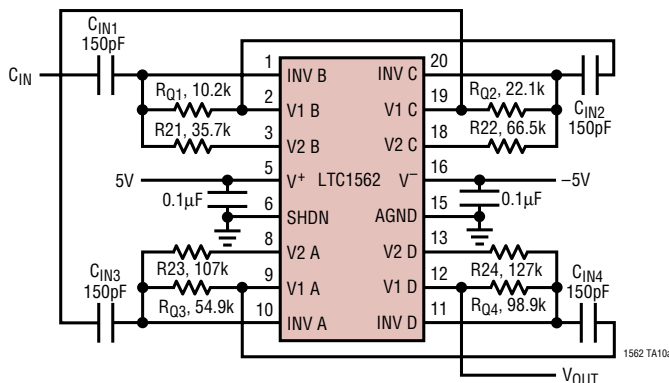 CIN1
150pF
CIN
RQ1, 10.2k
R21, 35.7k
5V
0.1µF
CIN3
150pF
R23, 107k
RQ3, 54.9k
1
2
3
5
6
8
9
10
INV B
V1 B
V2 B
V+
SHDN
V2 A
V1 A
INV A
LTC1562
INV C
V1 C
V2 C
V−
AGND
V2 D
V1 D
INV D
20
19
18
16
15
13
12
11
RQ2, 22.1k
R22, 66.5k
CIN2
150pF
−5V
0.1µF
R24, 127k
RQ4, 98.9k
CIN4
150pF
1562 TA10a
VOUT